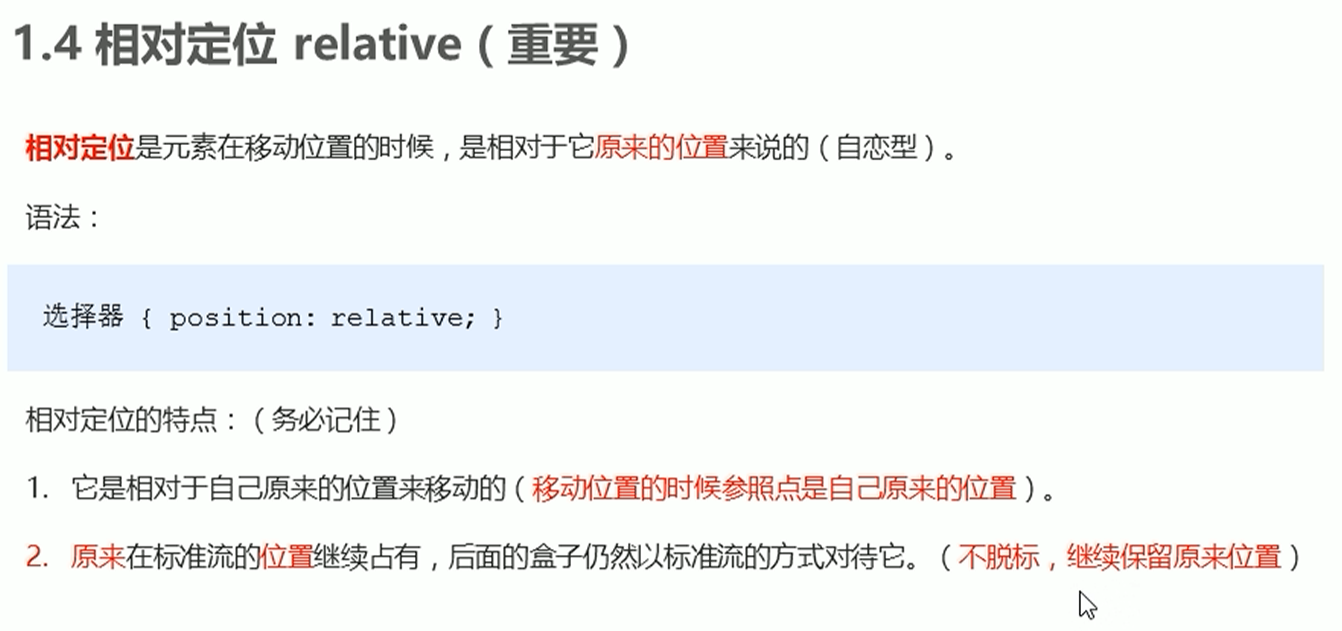 1.4 相对定位 relative（重要）
相对定位是元素在移动位置的时候，是相对于它原来的位置来说的（自恋型）。
语法：
选择器 { position: relative; }
相对定位的特点：（务必记住）
1. 它是相对于自己原来的位置来移动的（移动位置的时候参照点是自己原来的位置）。
2. 原来在标准流的位置继续占有，后面的盒子仍然以标准流的方式对待它。（不脱标，继续保留原来位置）